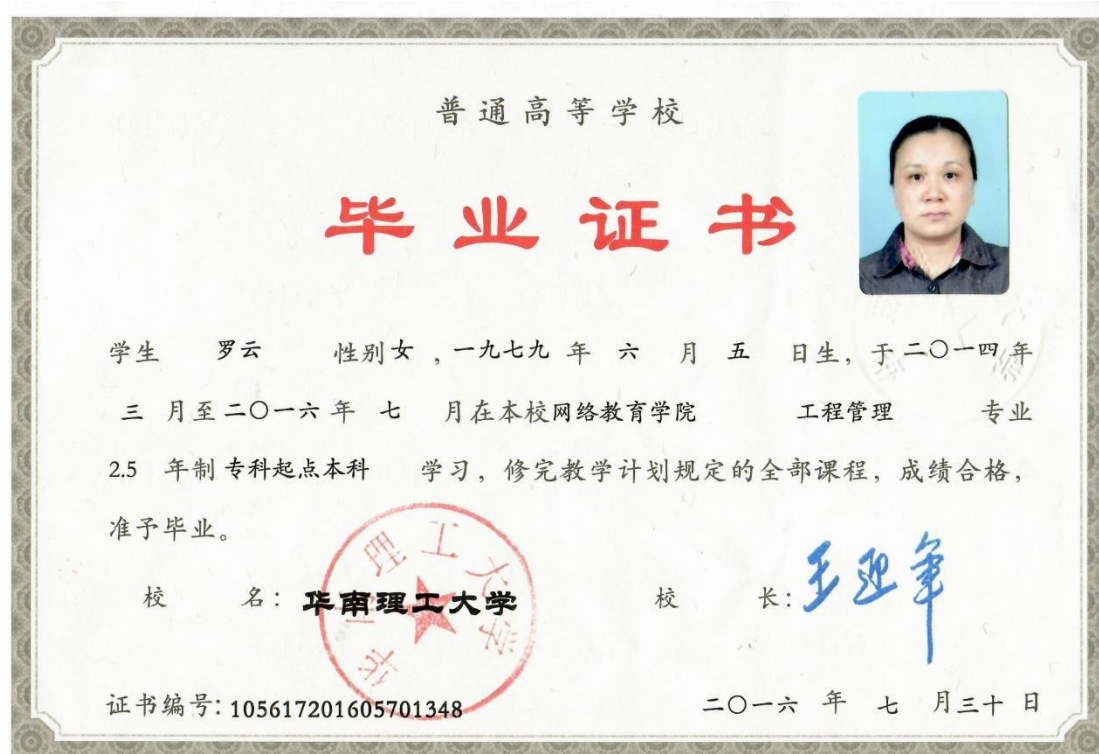 普通高等学校
毕业证书
学生 罗云 性别女，一九七九年 六 月 五 日生，于二〇一四年
三 月至二〇一六年 七 月在本校网络教育学院 工程管理 专业
2.5 年制专科起点本科 学习，修完教学计划规定的全部课程，成绩合格，
准予毕业。
校 名：华南理工大学 校 长：王迎军
华南理工大学
证书编号：105617201605701348 二〇一六 年 七 月三十 日